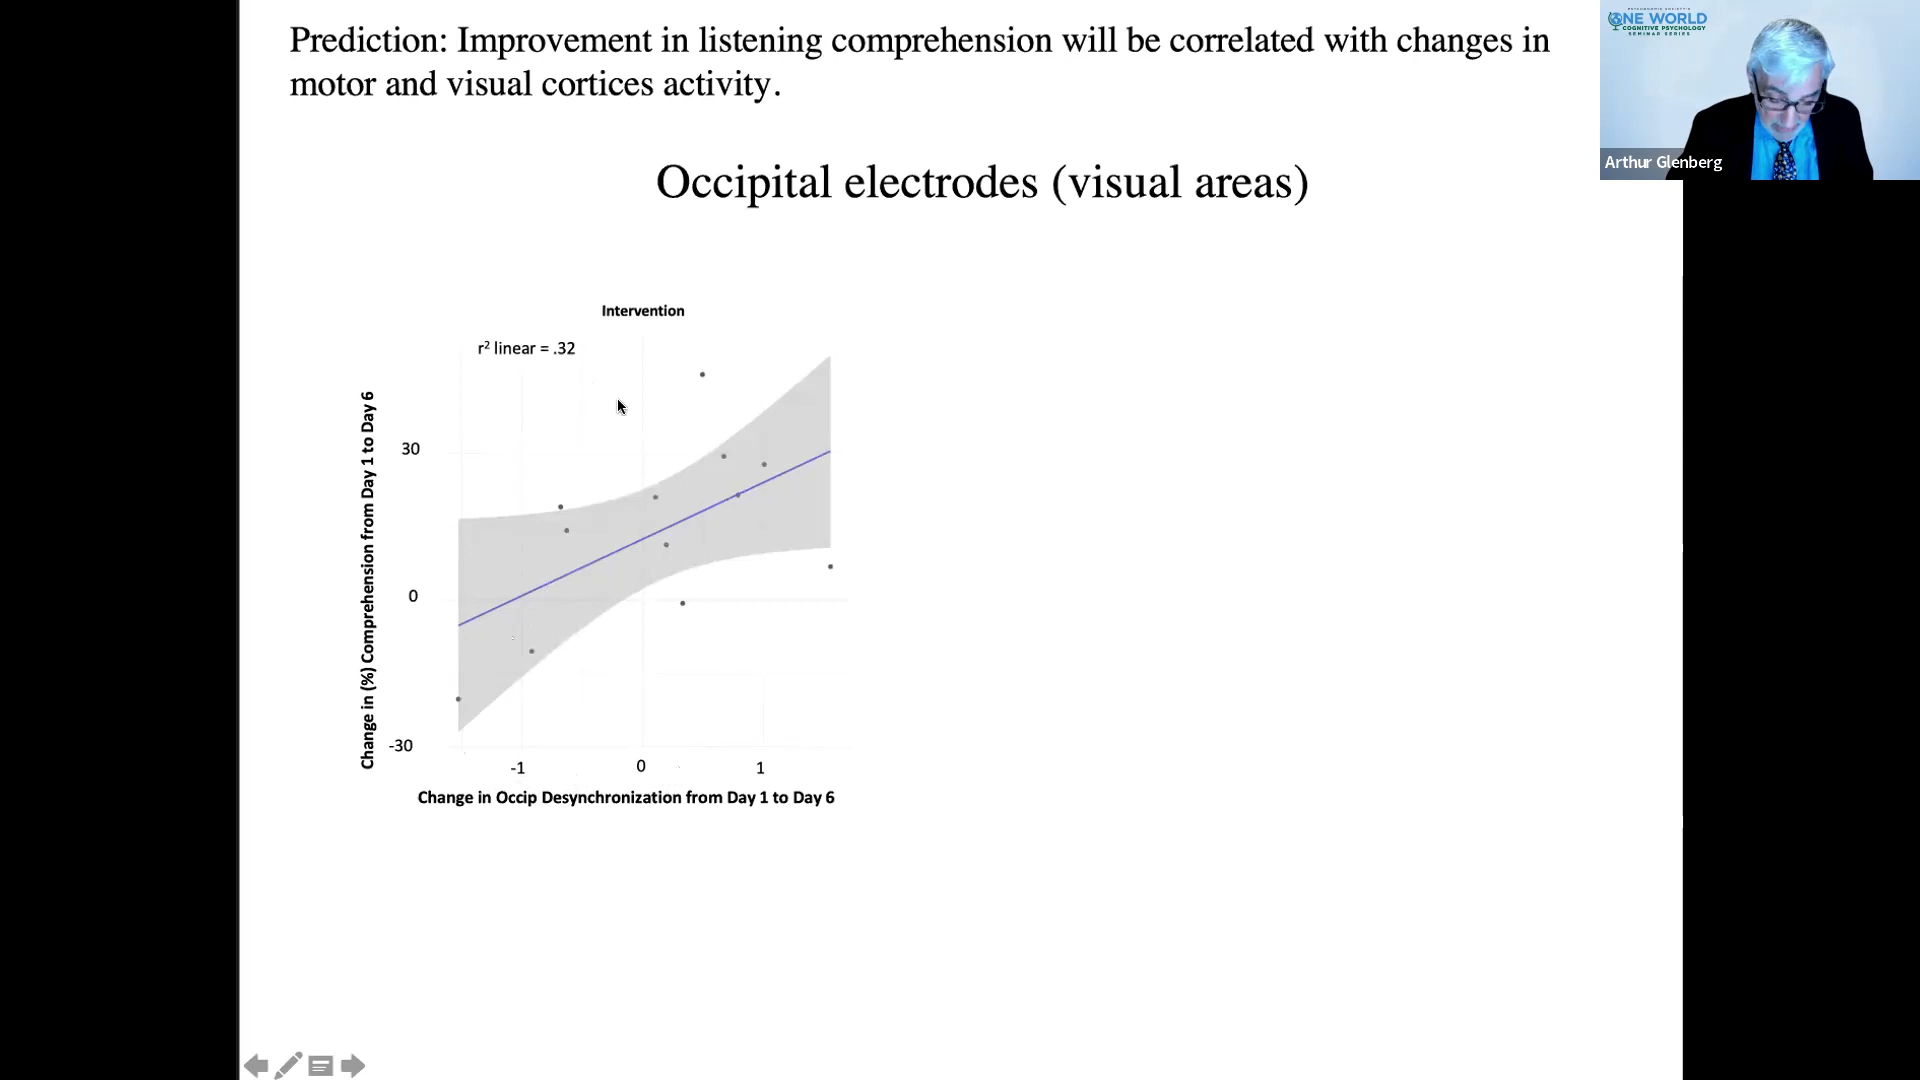 Prediction: Improvement in listening comprehension will be correlated with changes in
motor and visual cortices activity.
PSYCHONOMIC SOCIETY'S
ONE WORLD
COGNITIVE PSYCHOLOGY
SEMINAR SERIES
Arthur Glenberg
Occipital electrodes (visual areas)
Intervention
r² linear = .32
Change in (%) Comprehension from Day 1 to Day 6
30
0
-30
-1
0
1
Change in Occip Desynchronization from Day 1 to Day 6